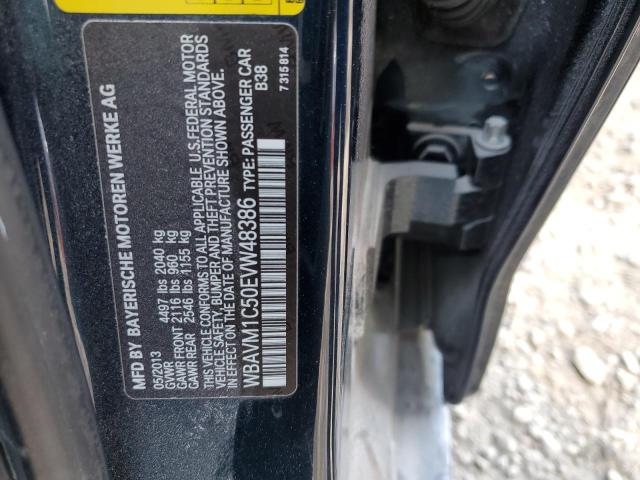 MFD BY BAYERISCHE MOTOREN WERKE AG
05/2013
GVWR 4497 lbs 2040 kg
GAWR FRONT 2116 lbs 960 kg
GAWR REAR 2546 lbs 1155 kg
THIS VEHICLE CONFORMS TO ALL APPLICABLE U.S. FEDERAL MOTOR
VEHICLE SAFETY, BUMPER AND THEFT PREVENTION STANDARDS
IN EFFECT ON THE DATE OF MANUFACTURE SHOWN ABOVE.
WBAVM1C50EVW48386 TYPE: PASSENGER CAR
B38
7 315 814